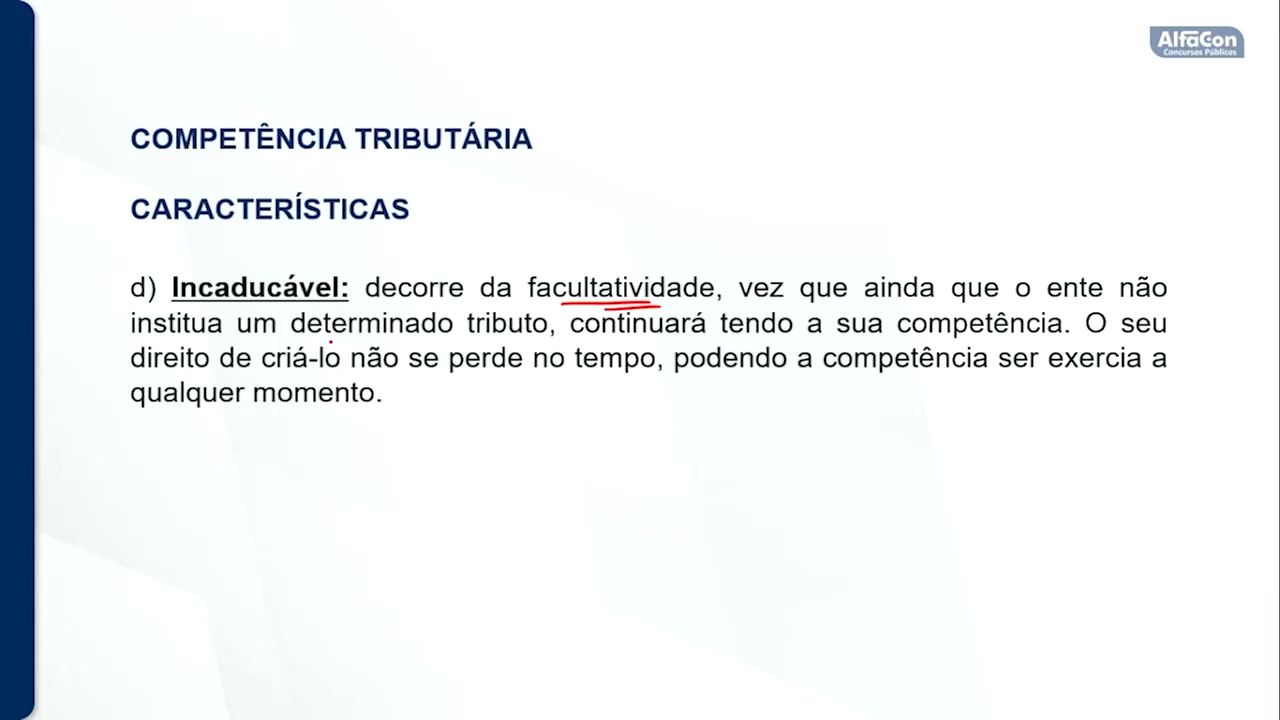 AlfaCon
Concursos Públicos
COMPETÊNCIA TRIBUTÁRIA
CARACTERÍSTICAS
d) Incaducável: decorre da facultatividade, vez que ainda que o ente não
institua um determinado tributo, continuará tendo a sua competência. O seu
direito de criá-lo não se perde no tempo, podendo a competência ser exercia a
qualquer momento.